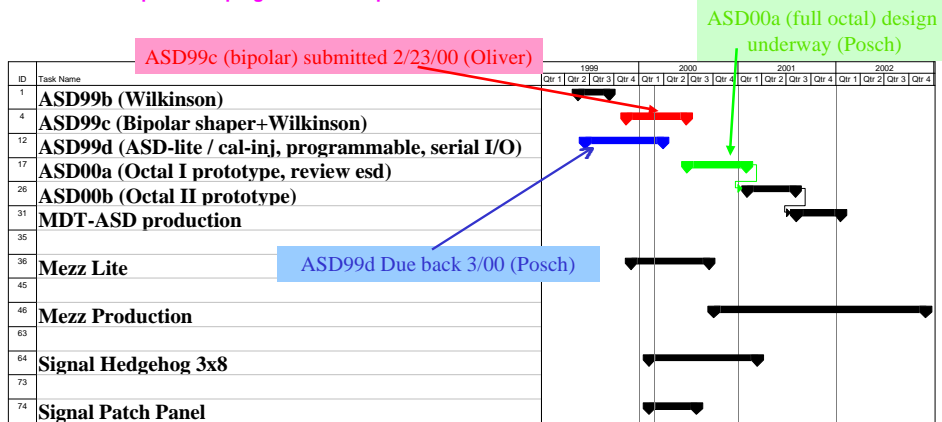 ASD00a (full octal) design
underway (Posch)
ASD99c (bipolar) submitted 2/23/00 (Oliver)
1999 2000 2001 2002
ID Task Name Qtr 1 Qtr 2 Qtr 3 Qtr 4 Qtr 1 Qtr 2 Qtr 3 Qtr 4 Qtr 1 Qtr 2 Qtr 3 Qtr 4 Qtr 1 Qtr 2 Qtr 3 Qtr 4
1 ASD99b (Wilkinson)
4 ASD99c (Bipolar shaper+Wilkinson)
12 ASD99d (ASD-lite / cal-inj, programmable, serial I/O)
17 ASD00a (Octal I prototype, review esd)
26 ASD00b (Octal II prototype)
31 MDT-ASD production
35
36 Mezz Lite
ASD99d Due back 3/00 (Posch)
45
46 Mezz Production
63
64 Signal Hedgehog 3x8
73
74 Signal Patch Panel